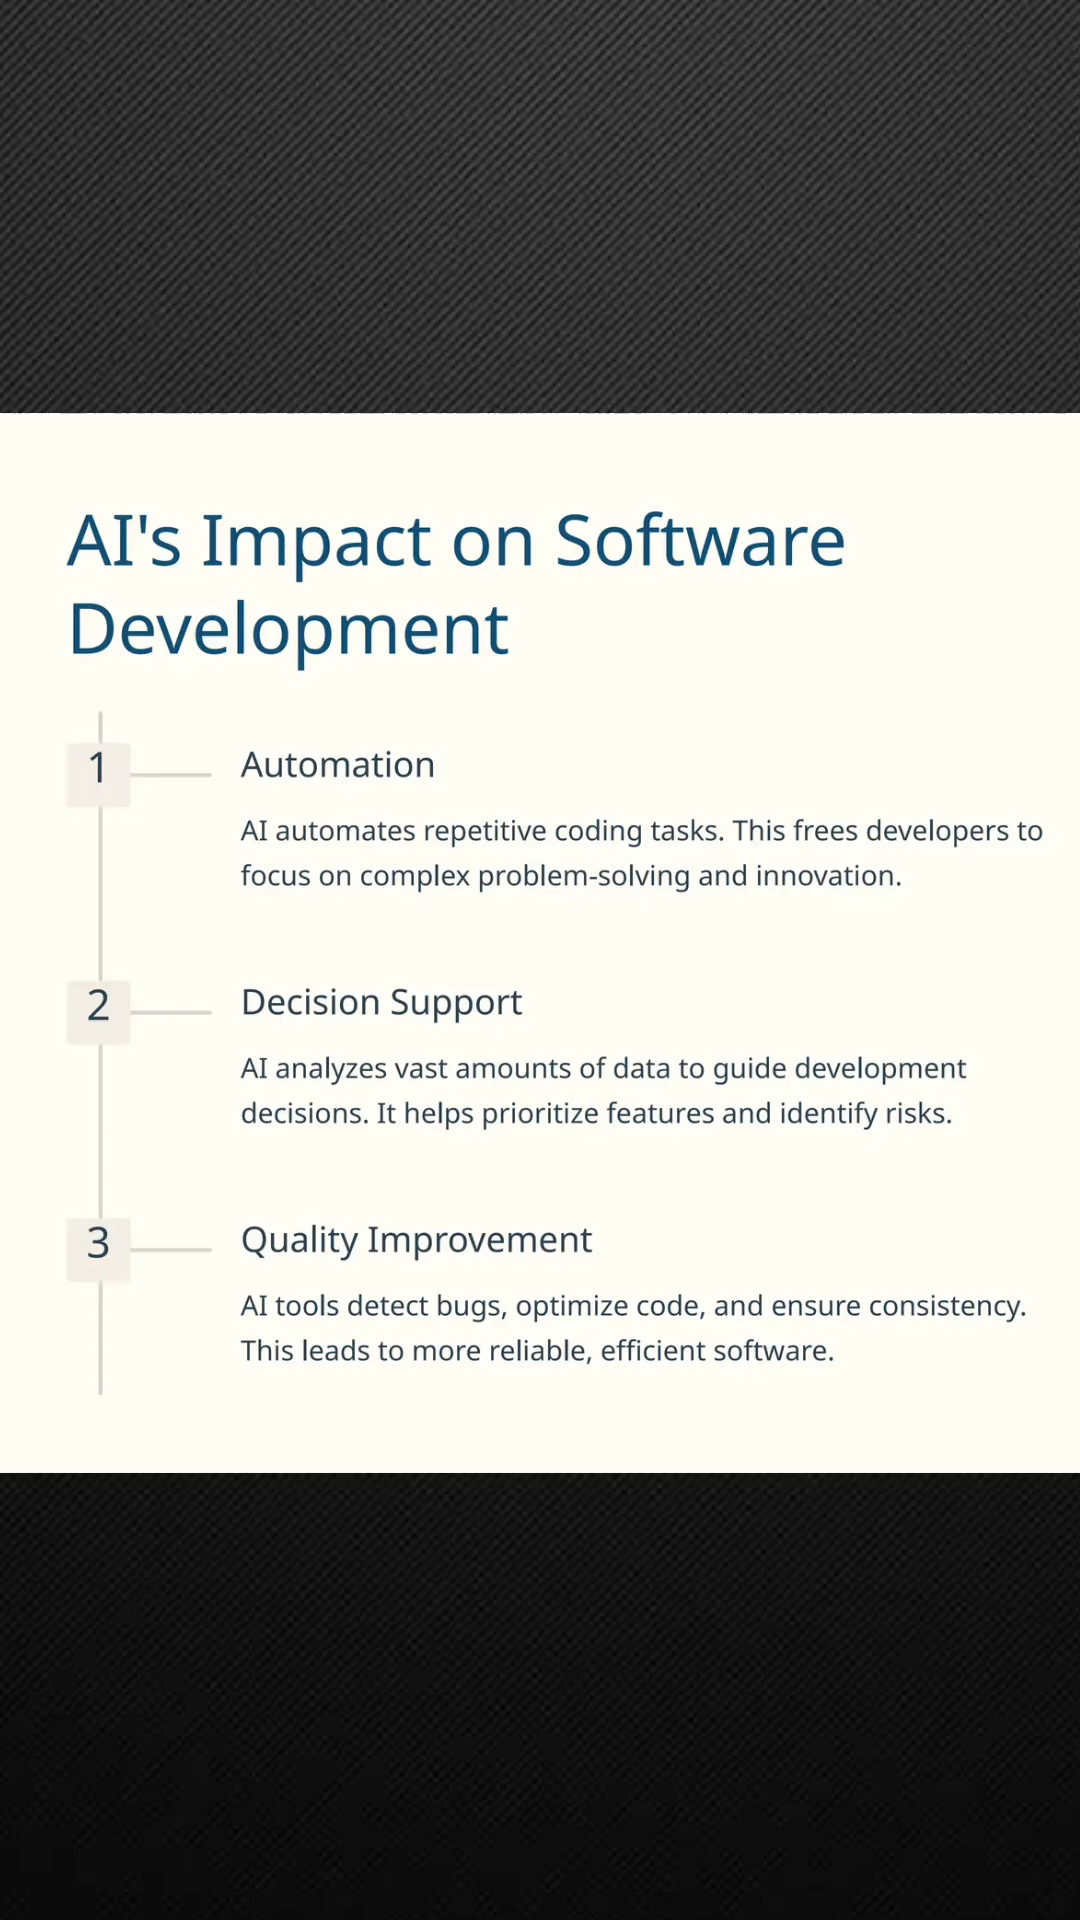 AI's Impact on Software
Development
1
Automation
AI automates repetitive coding tasks. This frees developers to
focus on complex problem-solving and innovation.
2
Decision Support
AI analyzes vast amounts of data to guide development
decisions. It helps prioritize features and identify risks.
3
Quality Improvement
AI tools detect bugs, optimize code, and ensure consistency.
This leads to more reliable, efficient software.